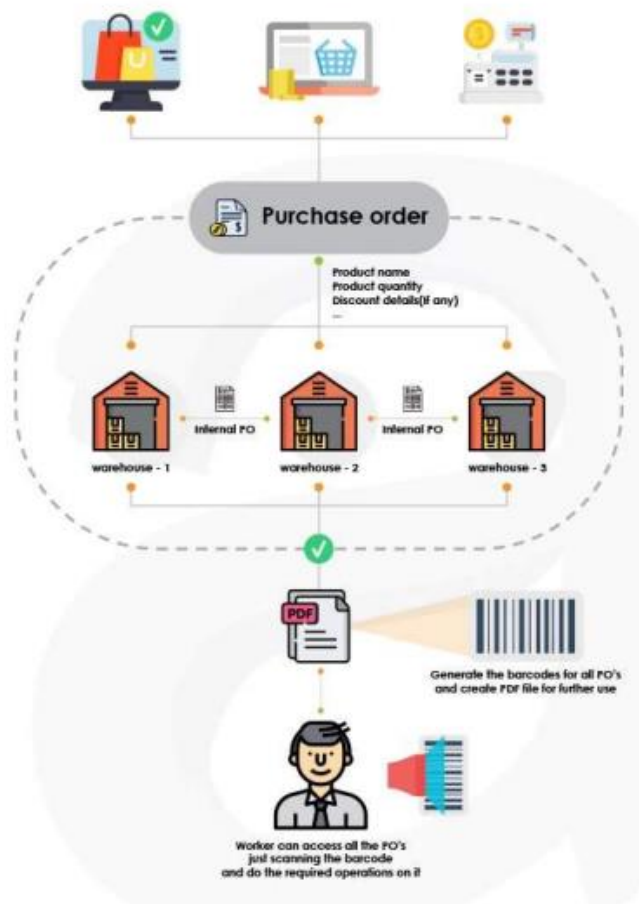 Purchase order
Product name
Product quantity
Discount details(if any)
...
Internal PO
Internal PO
warehouse - 1
warehouse - 2
warehouse - 3
PDF
Generate the barcodes for all PO's
and create PDF file for further use
Worker can access all the PO's
just scanning the barcode
and do the required operations on it